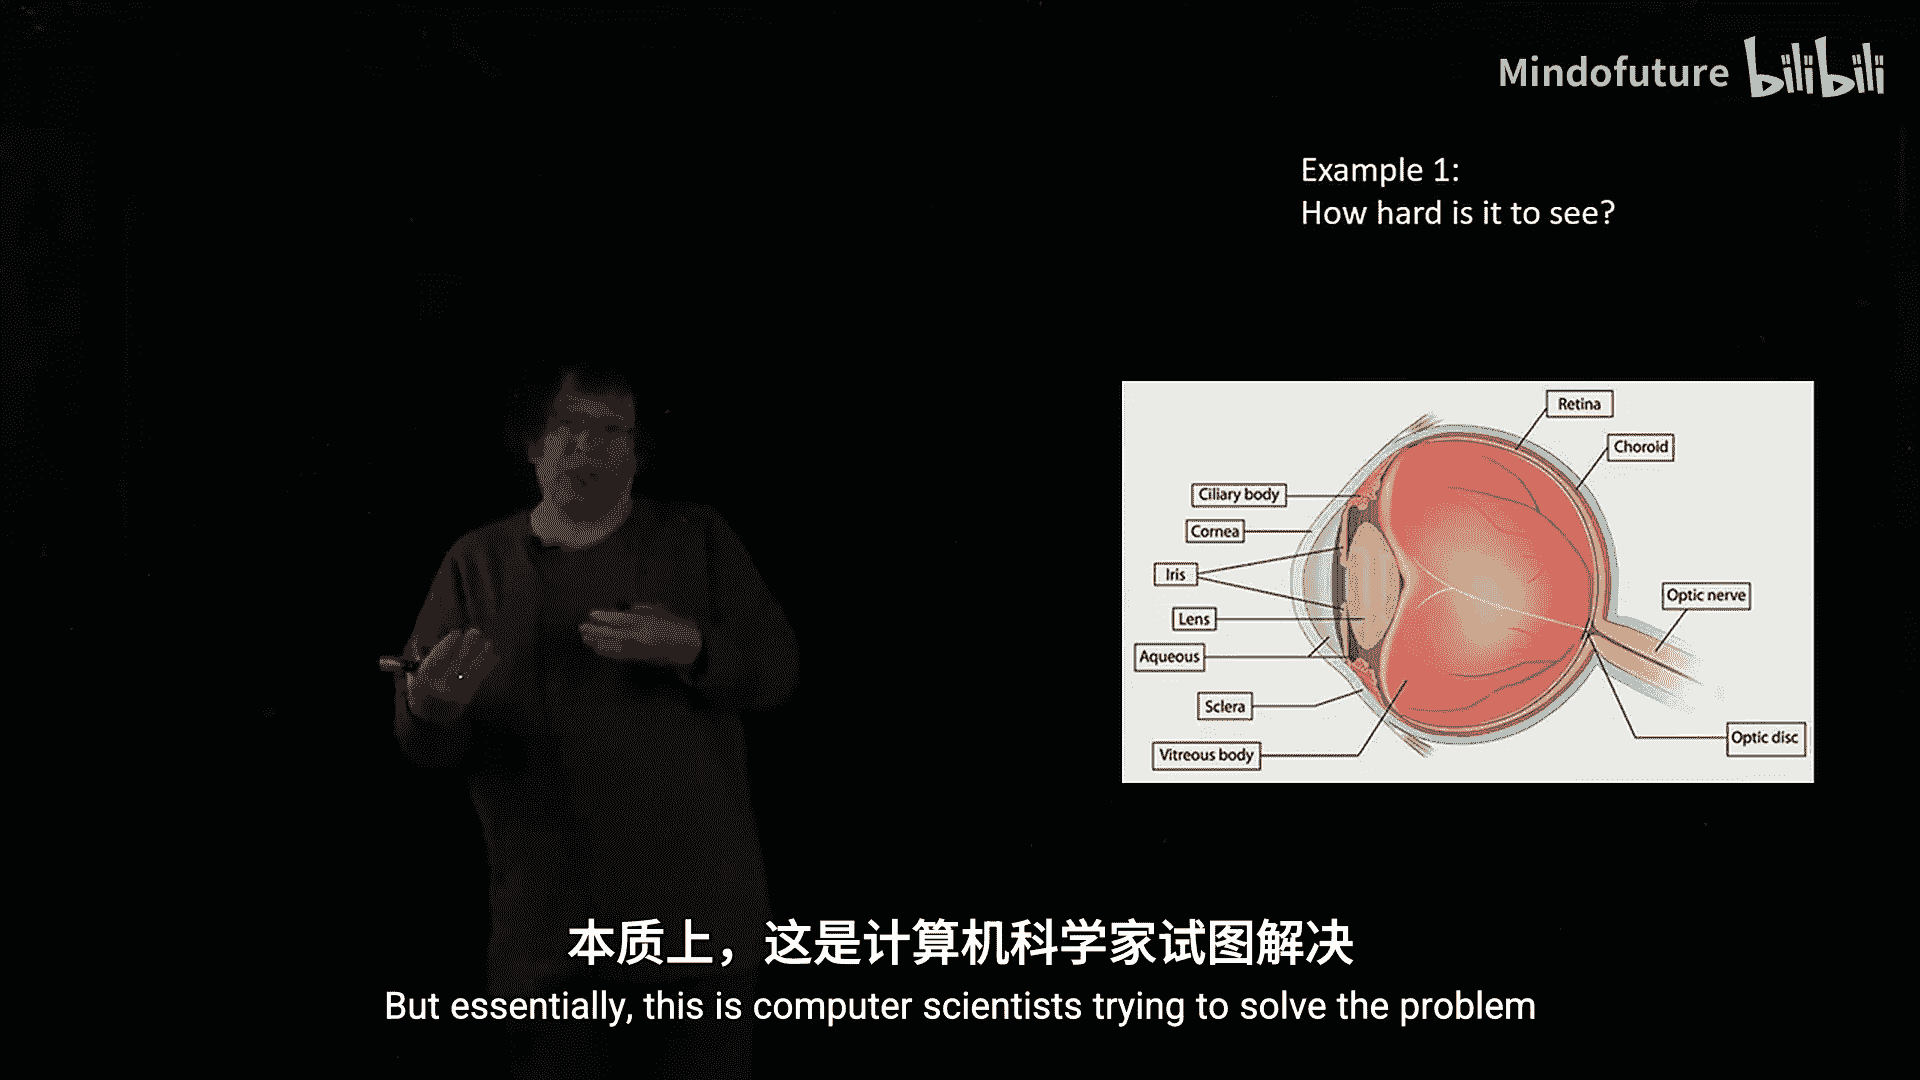 Mindofuture bilibili
Example 1:
How hard is it to see?
Retina
Choroid
Ciliary body
Cornea
Iris
Lens
Aqueous
Sclera
Vitreous body
Optic nerve
Optic disc
本质上，这是计算机科学家试图解决
But essentially, this is computer scientists trying to solve the problem